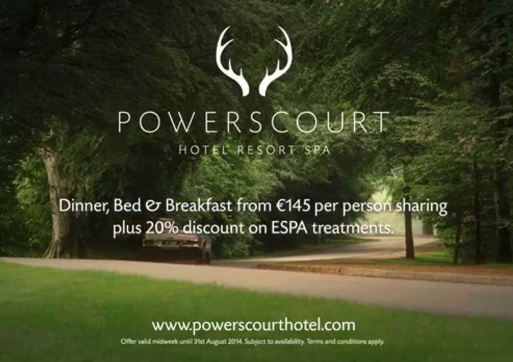 POWERSCOURT
HOTEL RESORT SPA
Dinner, Bed & Breakfast from €145 per person sharing
plus 20% discount on ESPA treatments.
www.powerscourthotel.com
Offer valid midweek until 31st August 2014. Subject to availability. Terms and conditions apply.